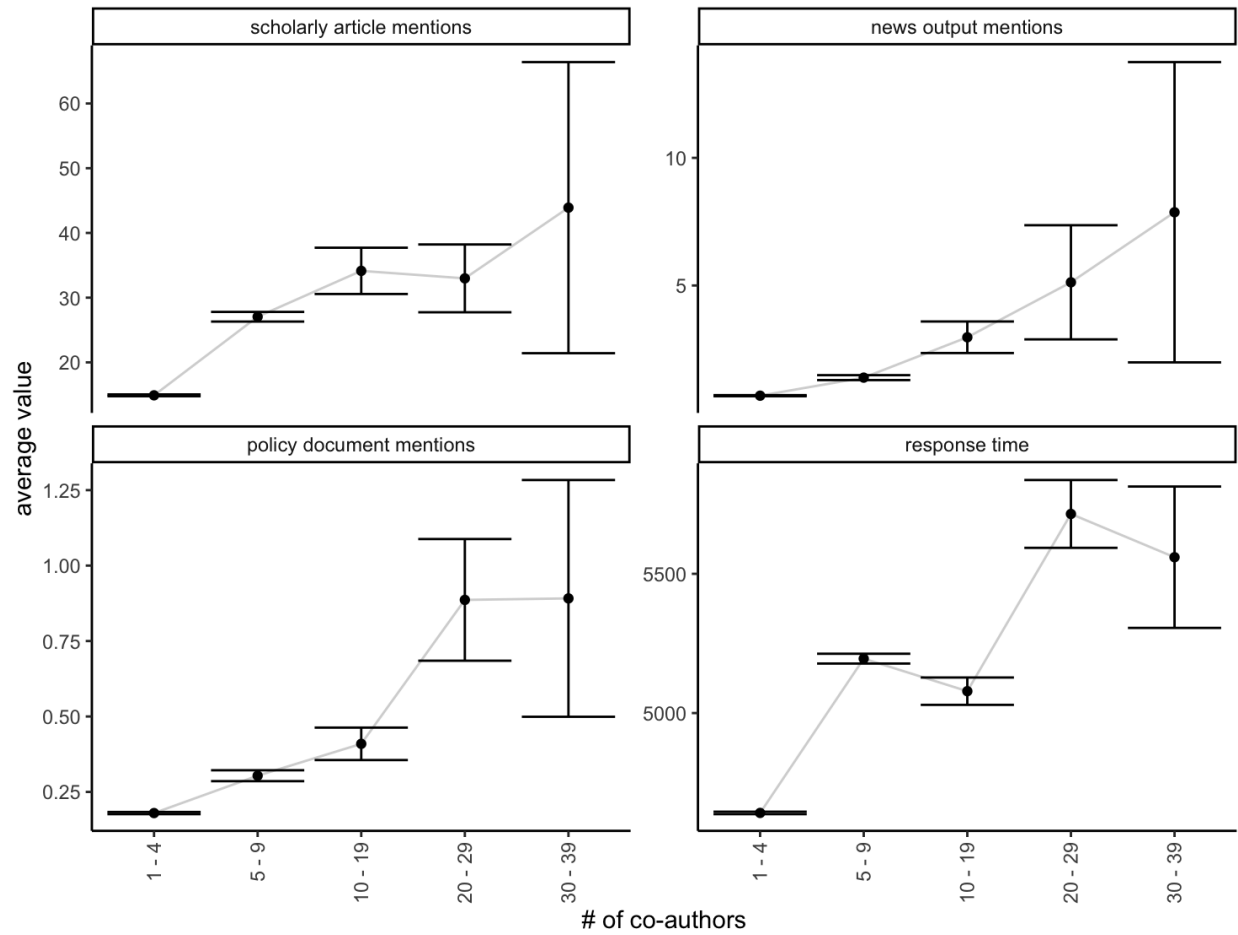 scholarly article mentions
news output mentions
60
50
40
30
20
10
5
policy document mentions
response time
1.25
1.00
0.75
0.50
0.25
5500
5000
average value
1 - 4
5 - 9
10 - 19
20 - 29
30 - 39
1 - 4
5 - 9
10 - 19
20 - 29
30 - 39
# of co-authors